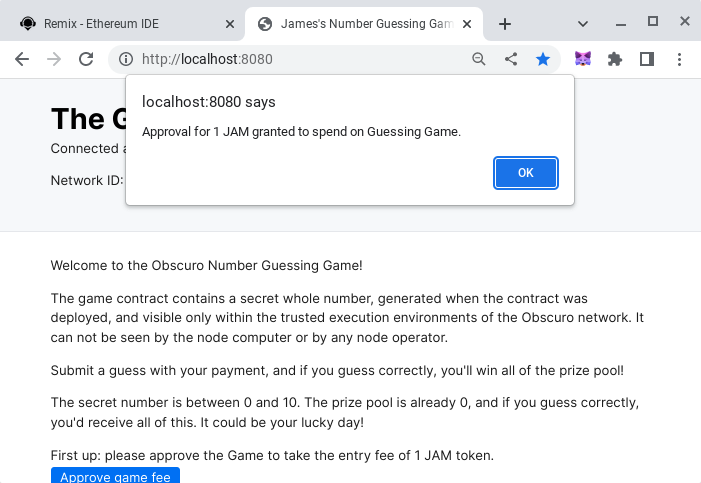 Remix - Ethereum IDE
James's Number Guessing Gam
http://localhost:8080
localhost:8080 says
Approval for 1 JAM granted to spend on Guessing Game.
OK
The G
Connected a
Network ID:
Welcome to the Obscuro Number Guessing Game!
The game contract contains a secret whole number, generated when the contract was
deployed, and visible only within the trusted execution environments of the Obscuro network. It
can not be seen by the node computer or by any node operator.
Submit a guess with your payment, and if you guess correctly, you'll win all of the prize pool!
The secret number is between 0 and 10. The prize pool is already 0, and if you guess correctly,
you'd receive all of this. It could be your lucky day!
First up: please approve the Game to take the entry fee of 1 JAM token.
Approve game fee